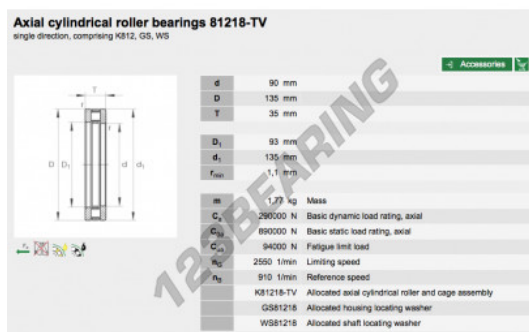 Axial cylindrical roller bearings 81218-TV
single direction, comprising K812, GS, WS
Accessories
T
r
r
D D₁ d d₁
d 90 mm
D 135 mm
T 35 mm
D₁ 93 mm
d₁ 135 mm
rmin 1,1 mm
m 1,77 kg Mass
Ca 290000 N Basic dynamic load rating, axial
C0a 890000 N Basic static load rating, axial
Cua 94000 N Fatigue limit load
nG 2550 1/min Limiting speed
nB 910 1/min Reference speed
K81218-TV Allocated axial cylindrical roller and cage assembly
GS81218 Allocated housing locating washer
WS81218 Allocated shaft locating washer
123BEARING